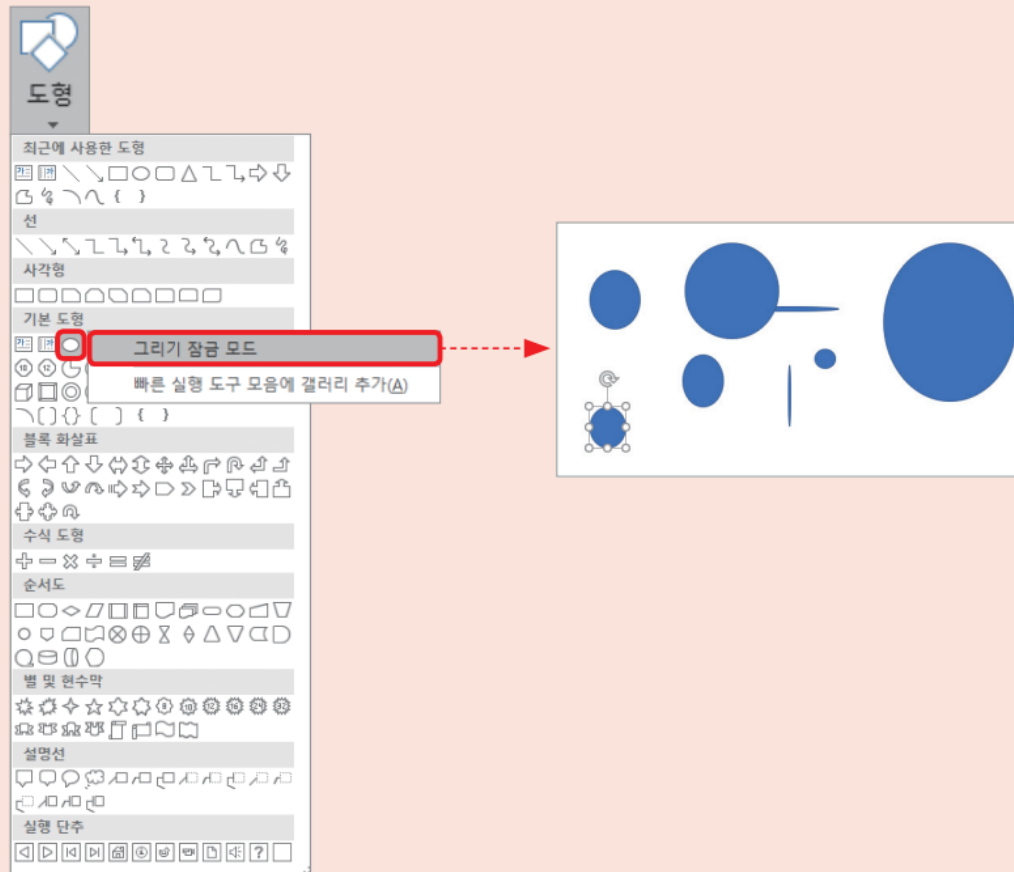 도형
최근에 사용한 도형
선
사각형
기본 도형
그리기 잠금 모드
빠른 실행 도구 모음에 갤러리 추가(A)
블록 화살표
수식 도형
순서도
별 및 현수막
설명선
실행 단추